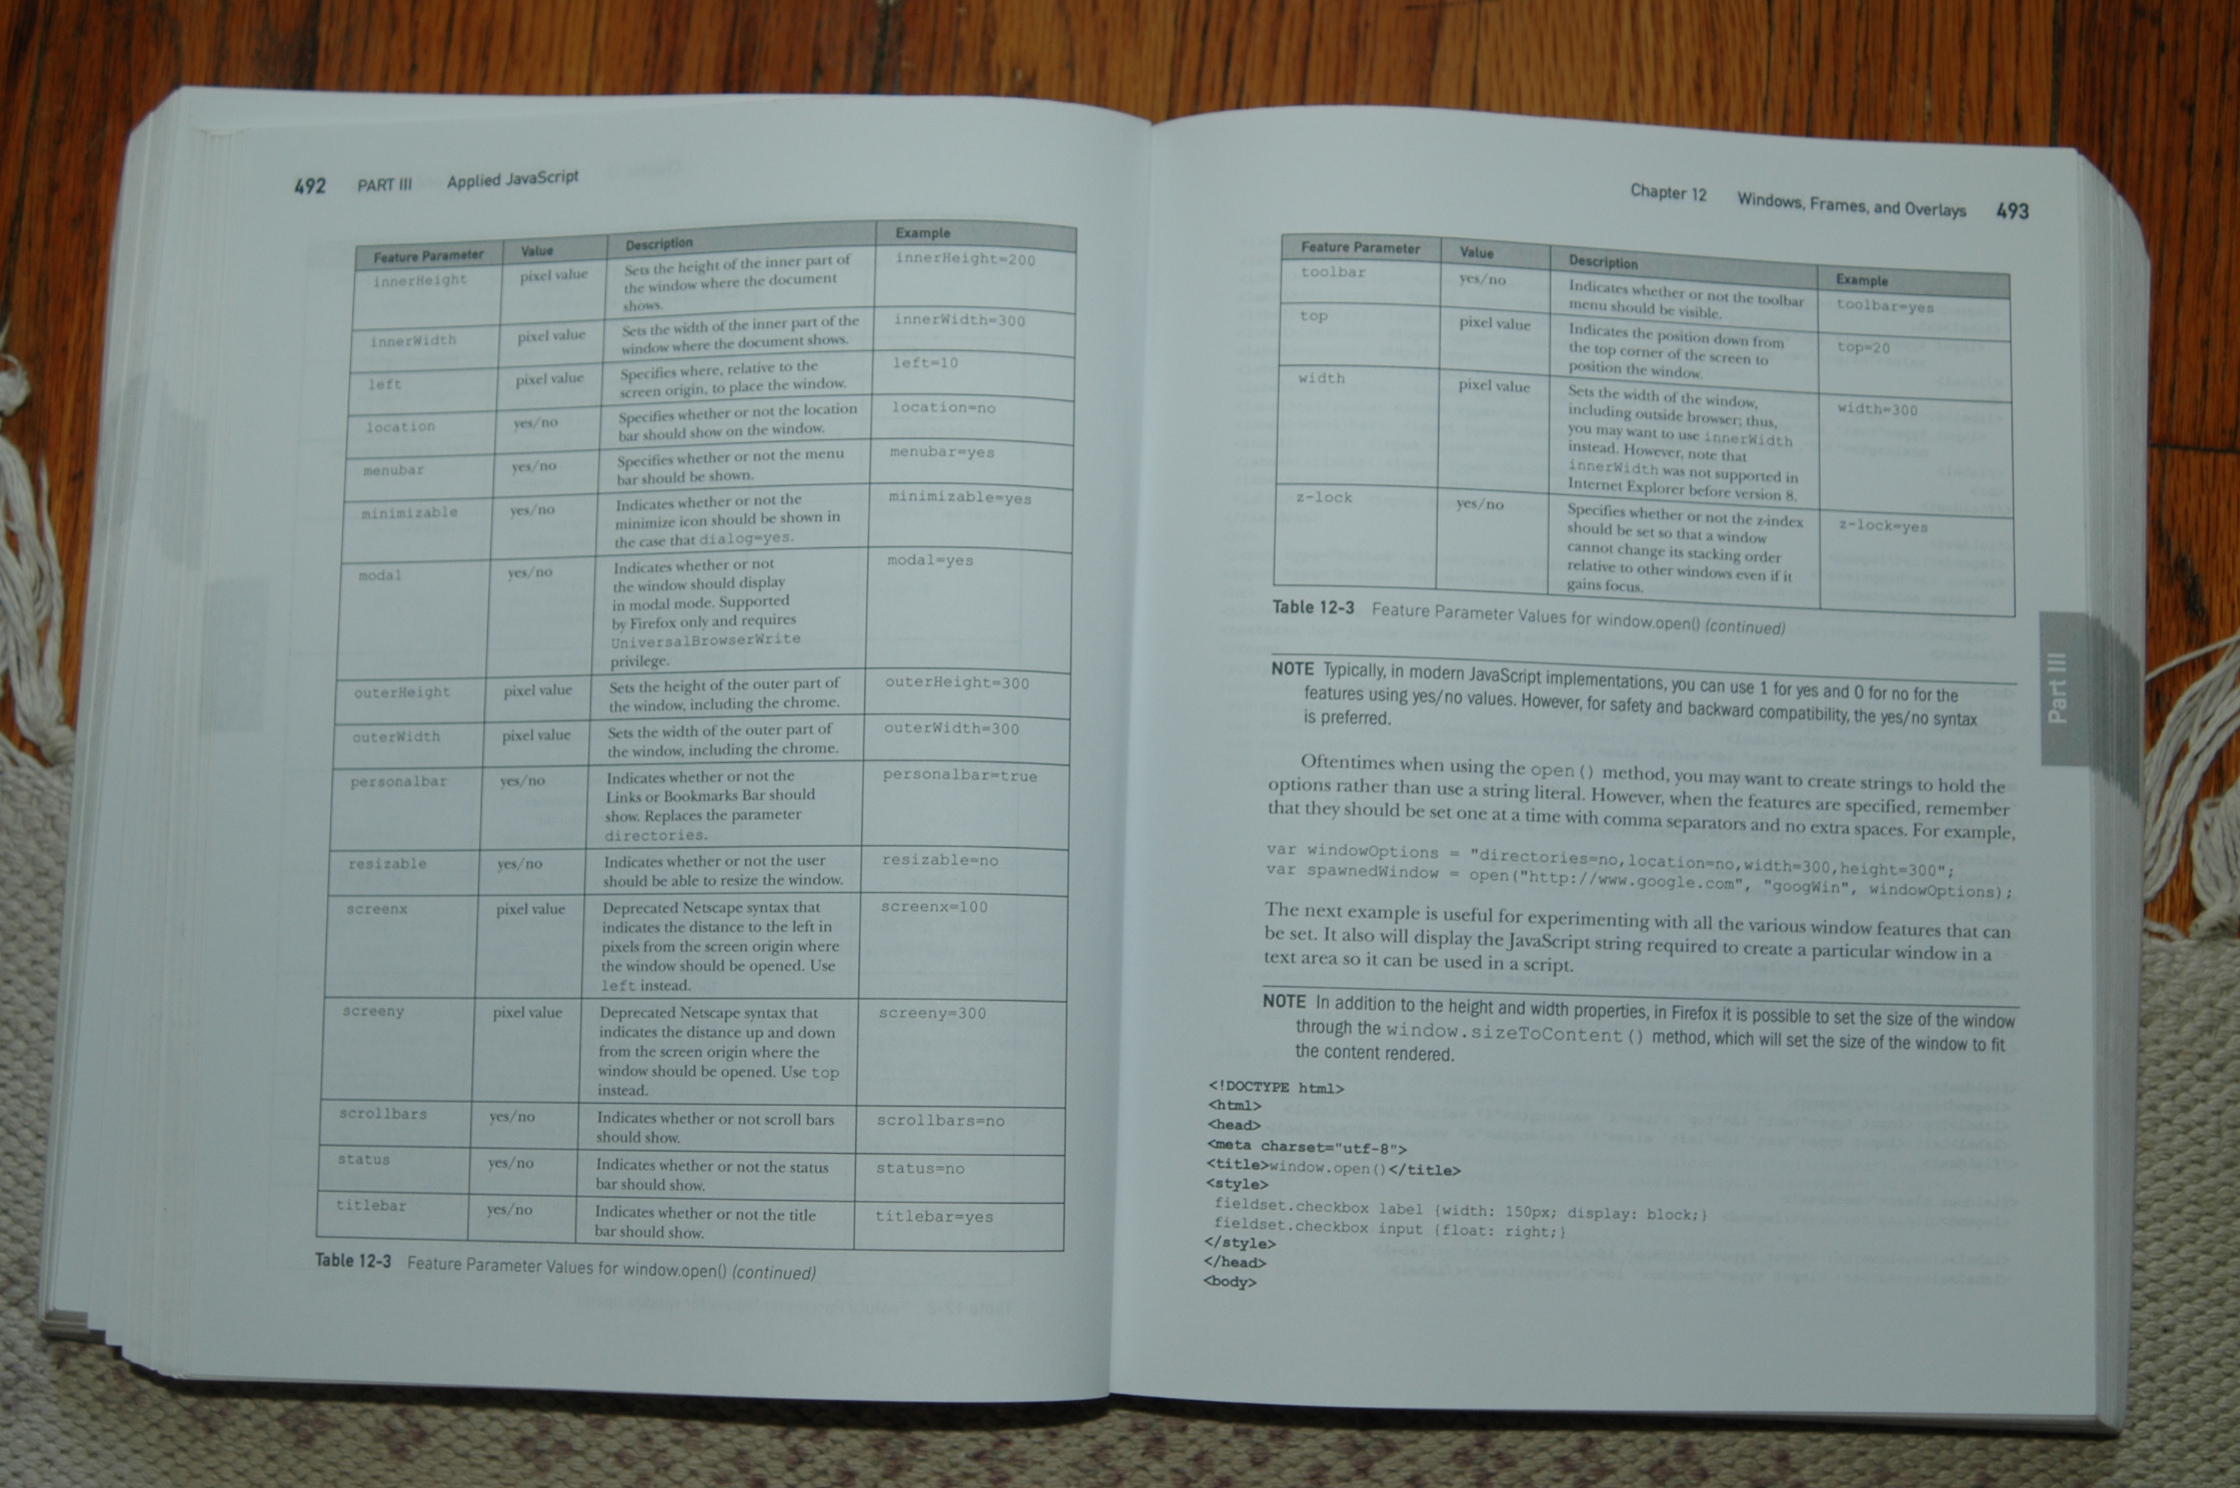 492 PART III Applied JavaScript
Feature Parameter Value Description Example
innerHeight pixel value Sets the height of the inner part of innerHeight=200
the window where the document
shows.
innerWidth pixel value Sets the width of the inner part of the innerWidth=300
window where the document shows.
left pixel value Specifies where, relative to the left=10
screen origin, to place the window.
location yes/no Specifies whether or not the location location=no
bar should show on the window.
menubar yes/no Specifies whether or not the menu menubar=yes
bar should be shown.
minimizable yes/no Indicates whether or not the minimizable=yes
minimize icon should be shown in
the case that dialog=yes.
modal yes/no Indicates whether or not modal=yes
the window should display
in modal mode. Supported
by Firefox only and requires
UniversalBrowserWrite
privilege.
outerHeight pixel value Sets the height of the outer part of outerHeight=300
the window, including the chrome.
outerWidth pixel value Sets the width of the outer part of outerWidth=300
the window, including the chrome.
personalbar yes/no Indicates whether or not the personalbar=true
Links or Bookmarks Bar should
show. Replaces the parameter
directories.
resizable yes/no Indicates whether or not the user resizable=no
should be able to resize the window.
screenx pixel value Deprecated Netscape syntax that screenx=100
indicates the distance to the left in
pixels from the screen origin where
the window should be opened. Use
left instead.
screeny pixel value Deprecated Netscape syntax that screeny=300
indicates the distance up and down
from the screen origin where the
window should be opened. Use top
instead.
scrollbars yes/no Indicates whether or not scroll bars scrollbars=no
should show.
status yes/no Indicates whether or not the status status=no
bar should show.
titlebar yes/no Indicates whether or not the title titlebar=yes
bar should show.
Table 12-3 Feature Parameter Values for window.open() (continued)
Chapter 12 Windows, Frames, and Overlays 493
Feature Parameter Value Description Example
toolbar yes/no Indicates whether or not the toolbar toolbar=yes
menu should be visible.
top pixel value Indicates the position down from top=20
the top corner of the screen to
position the window.
width pixel value Sets the width of the window, width=300
including outside browser; thus,
you may want to use innerWidth
instead. However, note that
innerWidth was not supported in
Internet Explorer before version 8.
z-lock yes/no Specifies whether or not the z-index z-lock=yes
should be set so that a window
cannot change its stacking order
relative to other windows even if it
gains focus.
Table 12-3 Feature Parameter Values for window.open() (continued)
NOTE Typically, in modern JavaScript implementations, you can use 1 for yes and 0 for no for the
features using yes/no values. However, for safety and backward compatibility, the yes/no syntax
is preferred.
Oftentimes when using the open() method, you may want to create strings to hold the
options rather than use a string literal. However, when the features are specified, remember
that they should be set one at a time with comma separators and no extra spaces. For example,
var windowOptions = "directories=no,location=no,width=300,height=300";
var spawnedWindow = open("http://www.google.com", "googWin", windowOptions);
The next example is useful for experimenting with all the various window features that can
be set. It also will display the JavaScript string required to create a particular window in a
text area so it can be used in a script.
NOTE In addition to the height and width properties, in Firefox it is possible to set the size of the window
through the window.sizeToContent() method, which will set the size of the window to fit
the content rendered.
<!DOCTYPE html>
<html>
<head>
<meta charset="utf-8">
<title>window.open()</title>
<style>
fieldset.checkbox label {width: 150px; display: block;}
fieldset.checkbox input {float: right;}
</style>
</head>
<body>
Part III